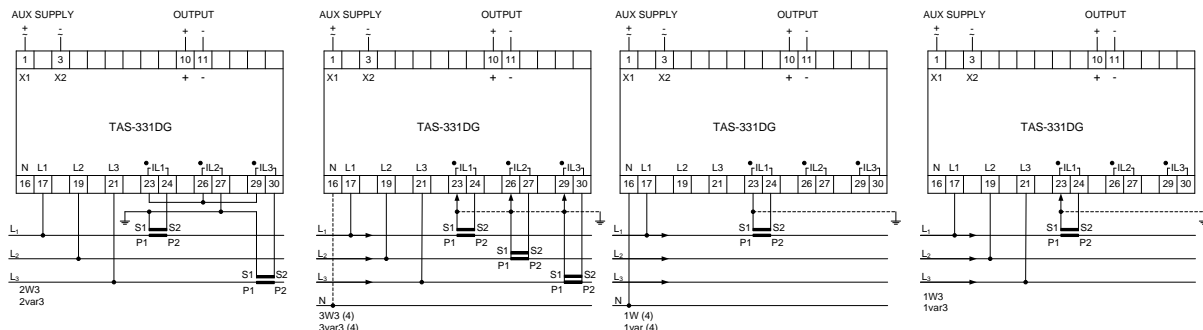 AUX SUPPLY OUTPUT
± - + -
1 3 10 11
X1 X2 + -
TAS-331DG
N L1 L2 L3 IL1 IL2 IL3
16 17 19 21 23 24 26 27 29 30
S1 S2
L1
P1 P2
L2
S1 S2
L3
P1 P2
2W3
2var3
AUX SUPPLY OUTPUT
± - + -
1 3 10 11
X1 X2 + -
TAS-331DG
N L1 L2 L3 IL1 IL2 IL3
16 17 19 21 23 24 26 27 29 30
S1 S2
L1
P1 P2
S1 S2
L2
P1 P2
S1 S2
L3
P1 P2
N
3W3 (4)
3var3 (4)
AUX SUPPLY OUTPUT
± - + -
1 3 10 11
X1 X2 + -
TAS-331DG
N L1 L2 L3 IL1 IL2 IL3
16 17 19 21 23 24 26 27 29 30
S1 S2
L1
P1 P2
L2
L3
N
1W (4)
1var (4)
AUX SUPPLY OUTPUT
± - + -
1 3 10 11
X1 X2 + -
TAS-331DG
N L1 L2 L3 IL1 IL2 IL3
16 17 19 21 23 24 26 27 29 30
S1 S2
L1
P1 P2
L2
L3
1W3
1var3